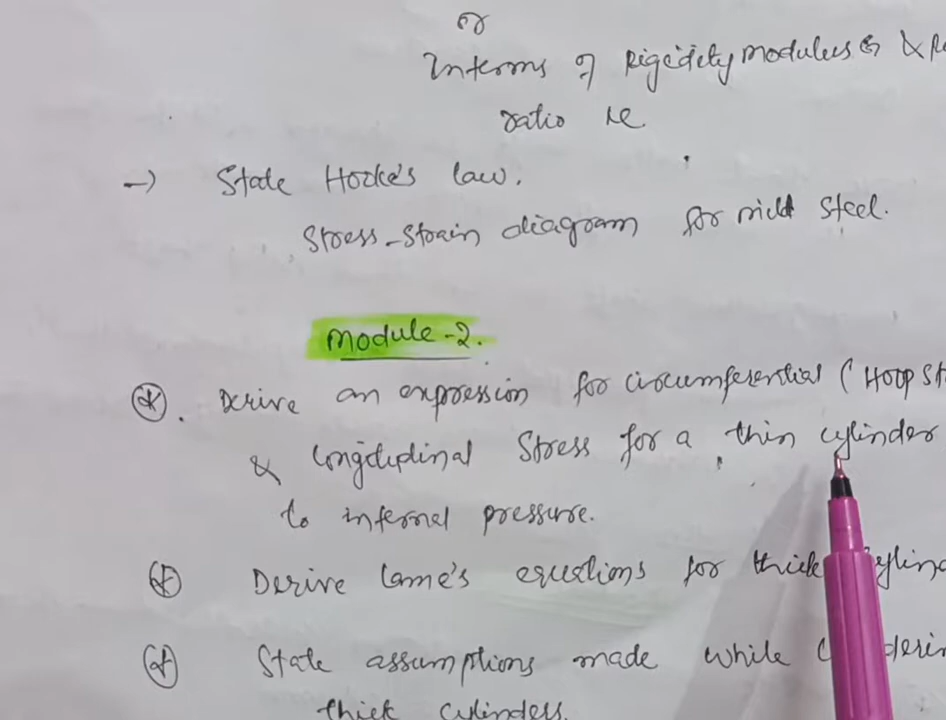 or
Interms of Rigidity modulus G &
ratio
→ State Hooke's law.
Stress-strain diagram for mild steel.
Module-2.
Derive an expression for circumferential (Hoop
& longitudinal stress for a thin cylinder
to internal pressure.
Derive Lame's equations for thick
State assumptions made while
thick cylinders.